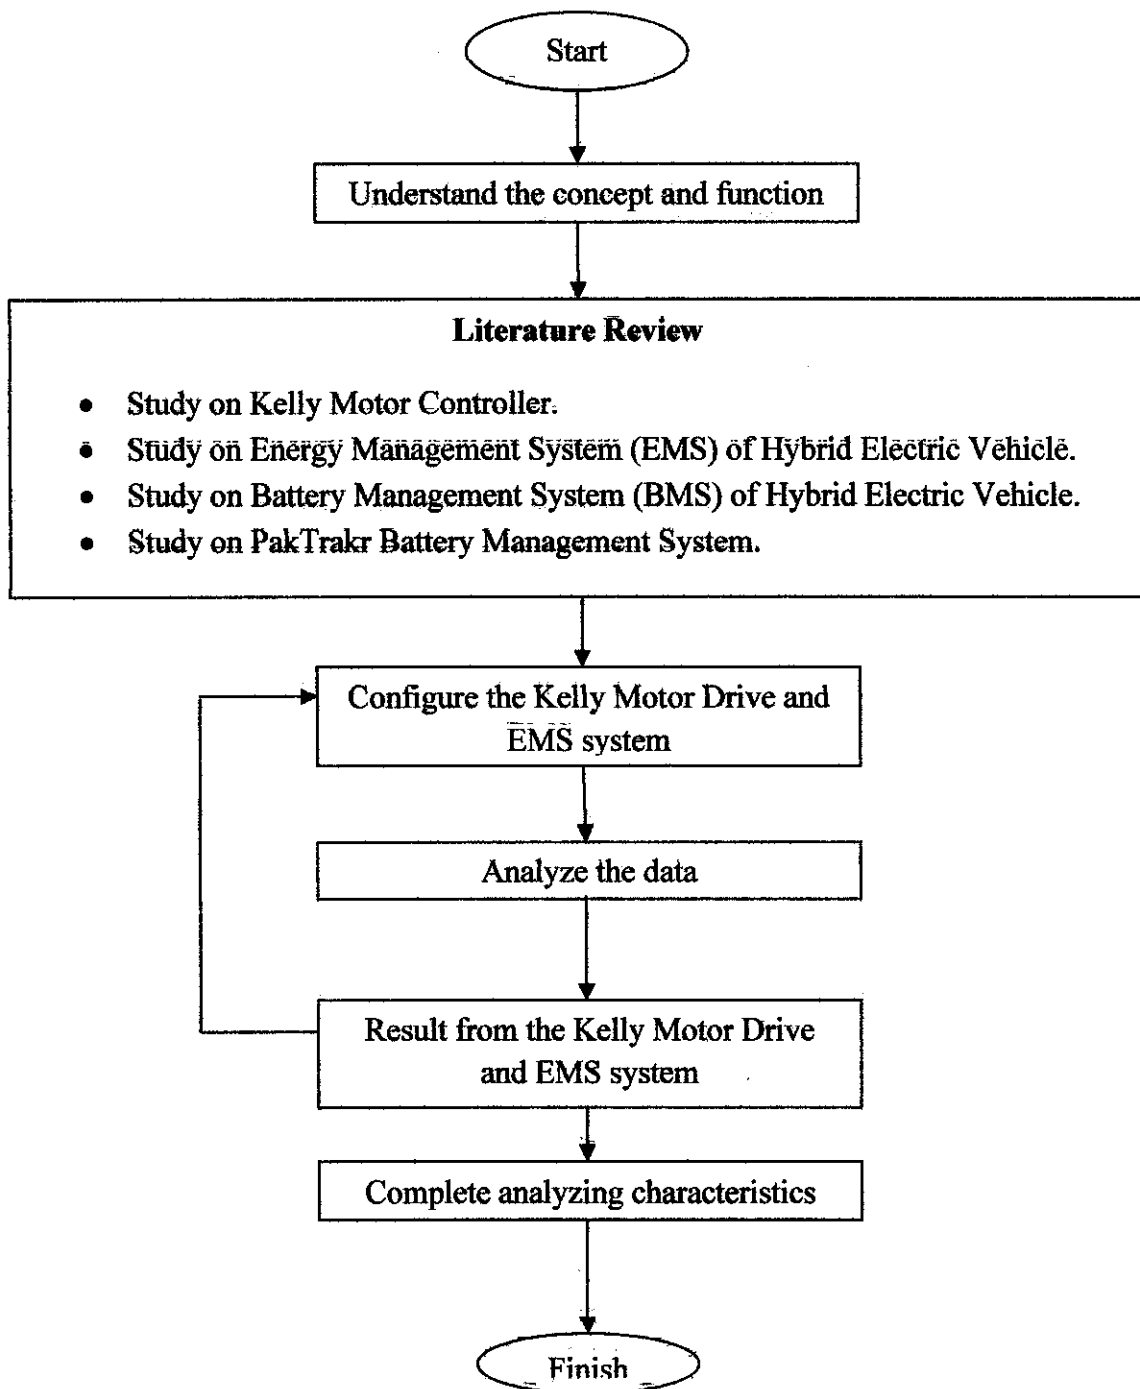 Start
Understand the concept and function
Literature Review
• Study on Kelly Motor Controller.
• Study on Energy Management System (EMS) of Hybrid Electric Vehicle.
• Study on Battery Management System (BMS) of Hybrid Electric Vehicle.
• Study on PakTrakr Battery Management System.
Configure the Kelly Motor Drive and
EMS system
Analyze the data
Result from the Kelly Motor Drive
and EMS system
Complete analyzing characteristics
Finish